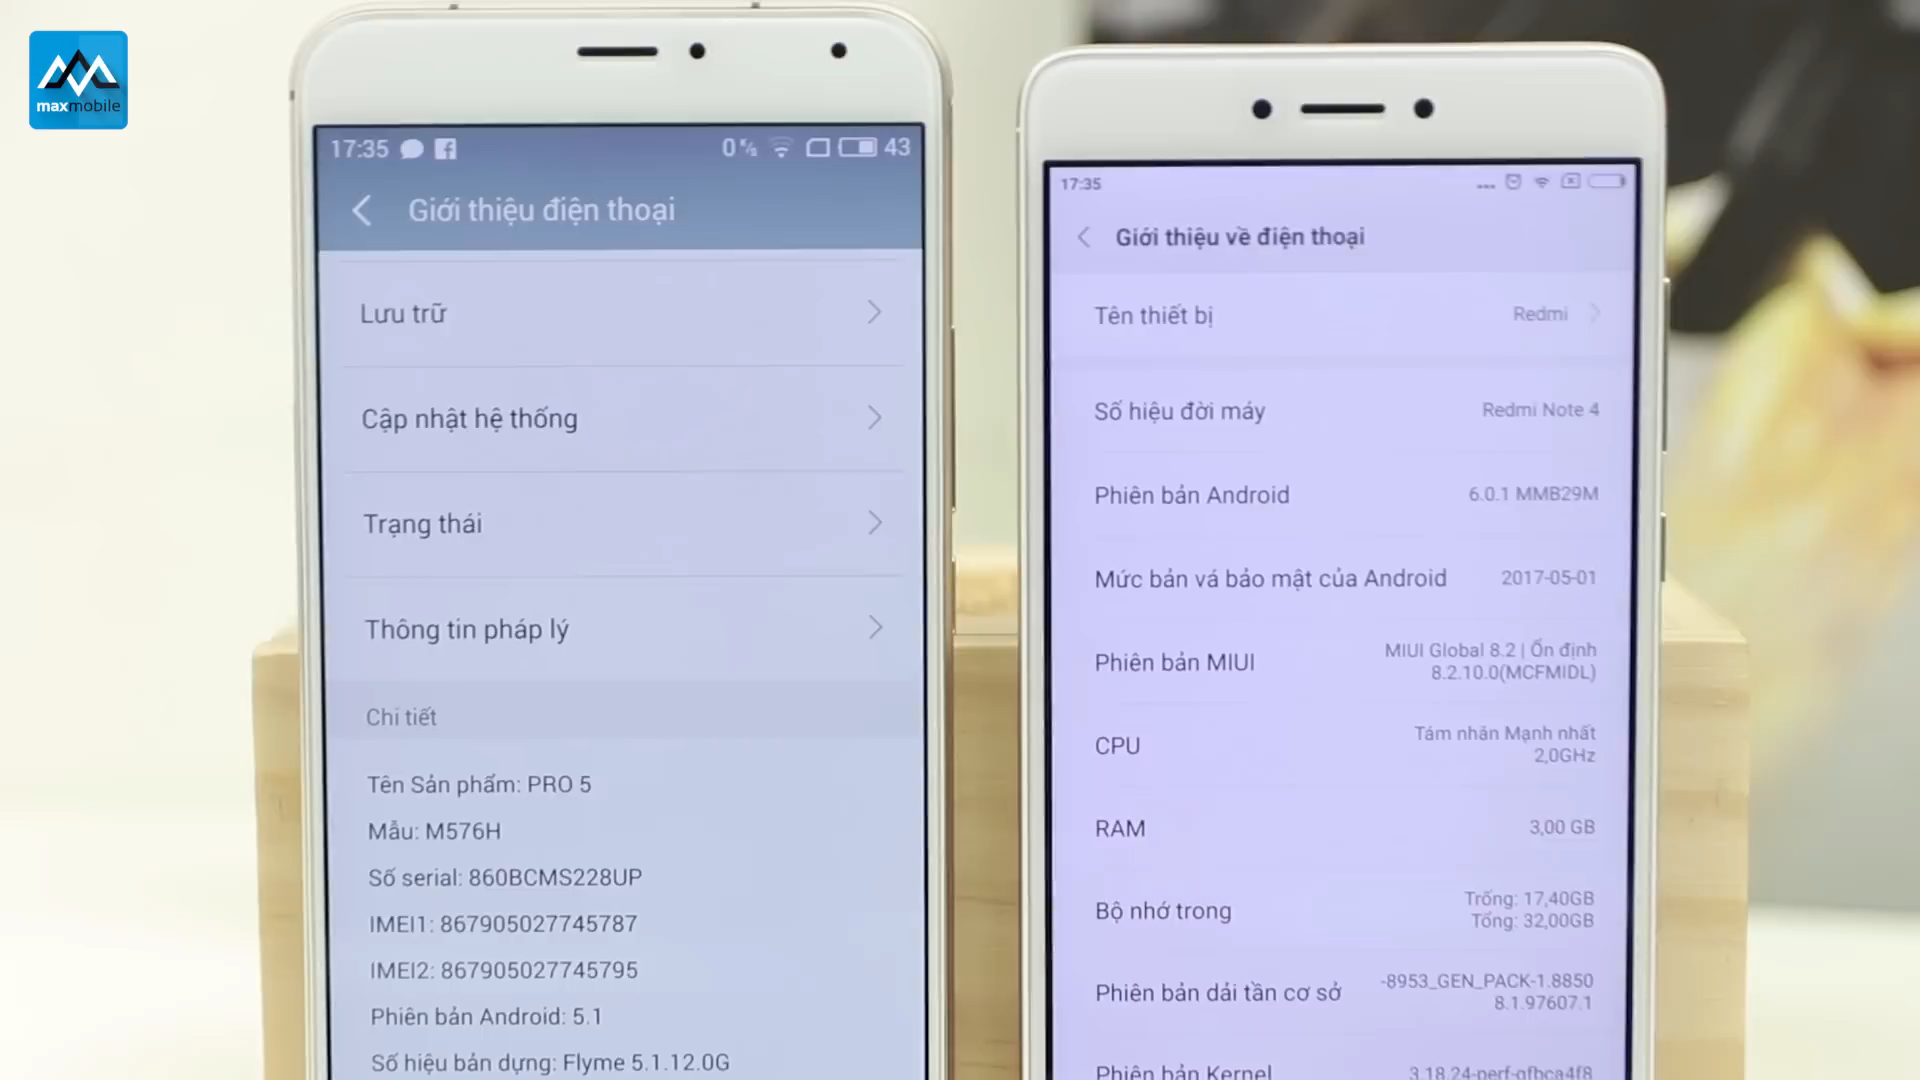 maxmobile
17:35
0 K/s 43
Giới thiệu điện thoại
Lưu trữ
Cập nhật hệ thống
Trạng thái
Thông tin pháp lý
Chi tiết
Tên Sản phẩm: PRO 5
Mẫu: M576H
Số serial: 860BCMS228UP
IMEI1: 867905027745787
IMEI2: 867905027745795
Phiên bản Android: 5.1
Số hiệu bản dựng: Flyme 5.1.12.0G
17:35
Giới thiệu về điện thoại
Tên thiết bị Redmi
Số hiệu đời máy Redmi Note 4
Phiên bản Android 6.0.1 MMB29M
Mức bản vá bảo mật của Android 2017-05-01
Phiên bản MIUI MIUI Global 8.2 | Ổn định
8.2.10.0(MCFMIDL)
CPU Tám nhân Mạnh nhất
2,0GHz
RAM 3,00 GB
Bộ nhớ trong Trống: 17,40GB
Tổng: 32,00GB
Phiên bản dải tần cơ sở -8953_GEN_PACK-1.8850
8.1.97607.1
Phiên bản Kernel 3.18.24-perf-gfbca4f8